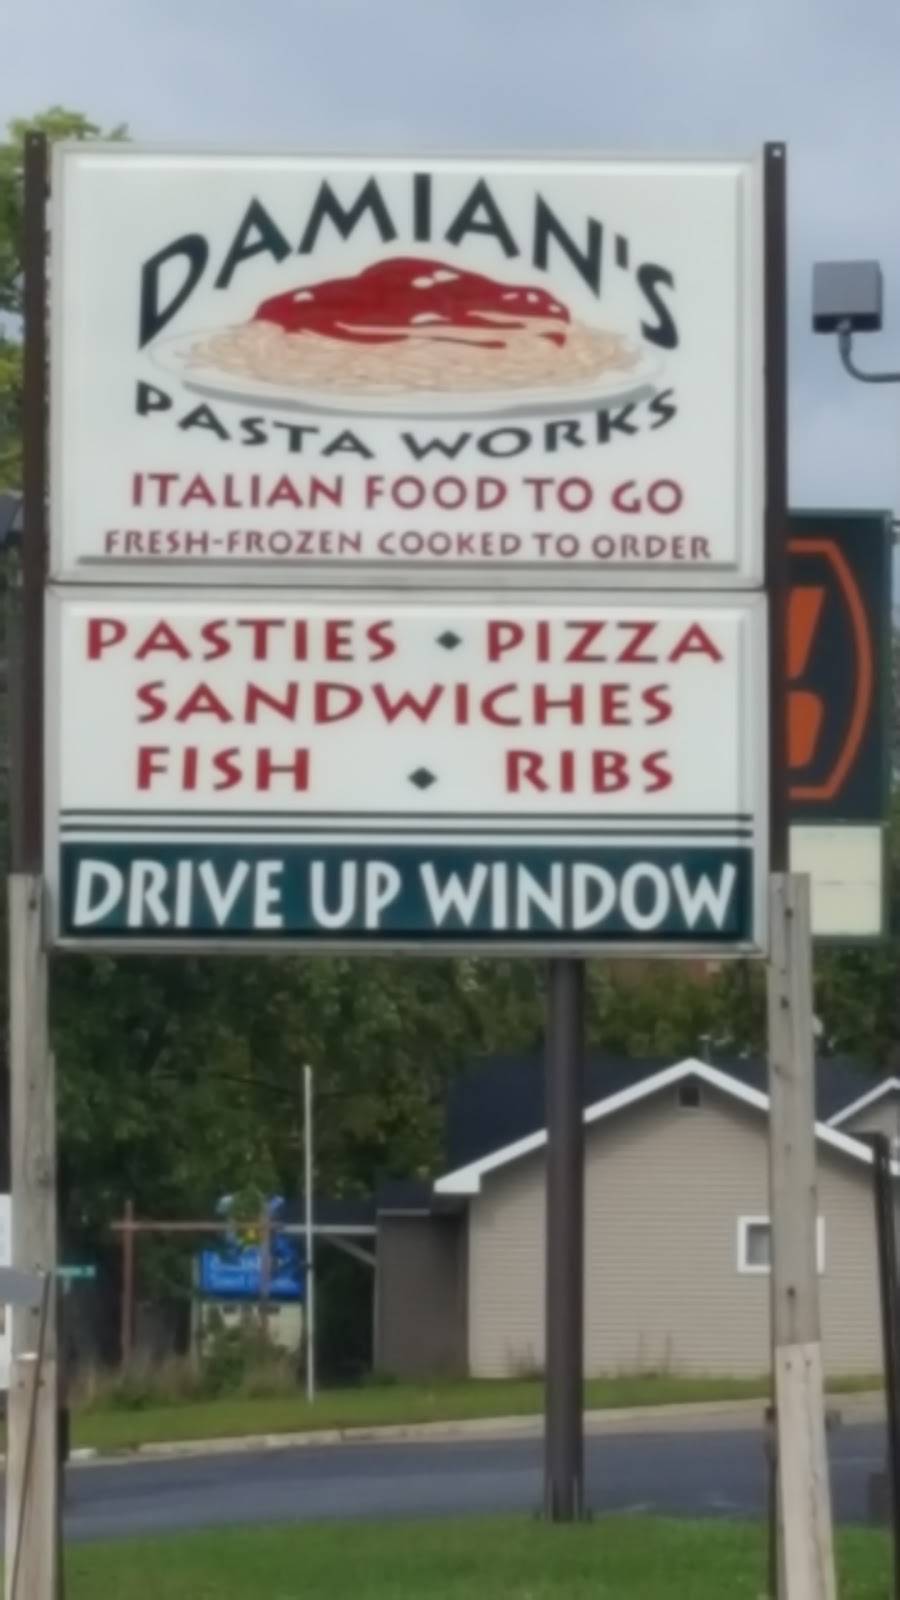 DAMIAN'S
PASTA WORKS
ITALIAN FOOD TO GO
FRESH-FROZEN COOKED TO ORDER
PASTIES ◆ PIZZA
SANDWICHES
FISH ◆ RIBS
DRIVE UP WINDOW